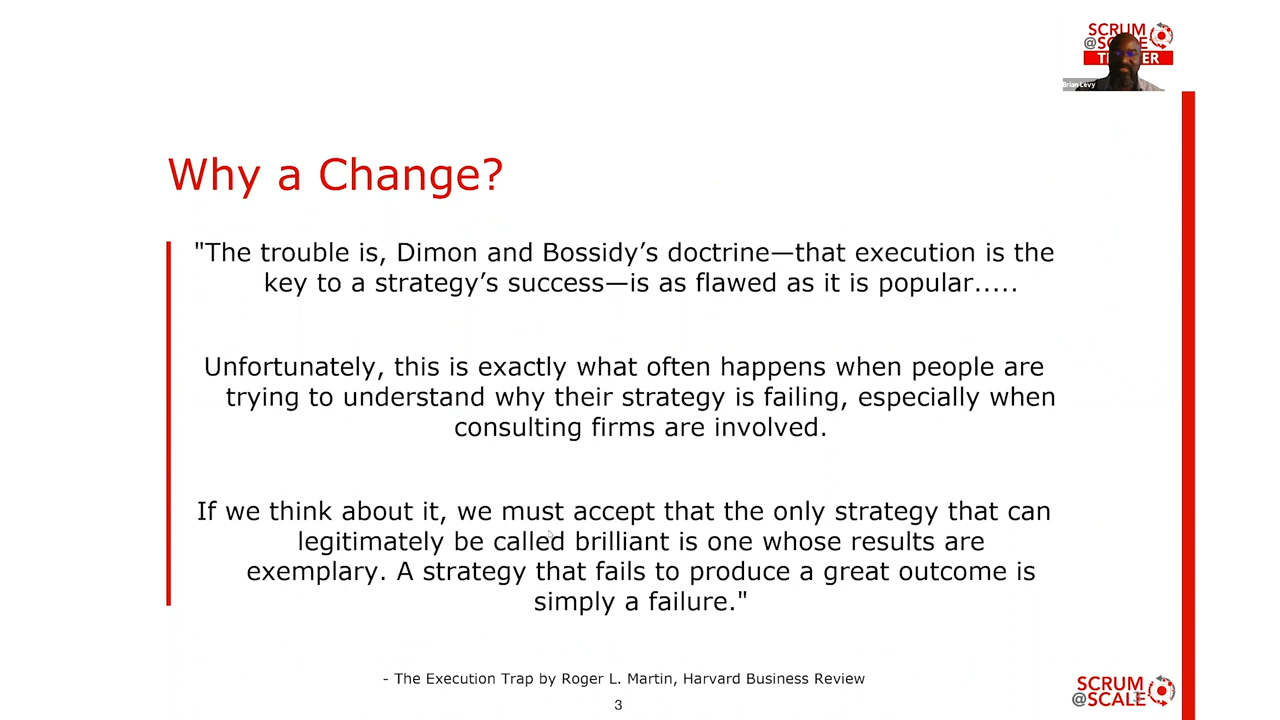 SCRUM
@SC LE
T ER
Brian Levy
Why a Change?
"The trouble is, Dimon and Bossidy’s doctrine—that execution is the
key to a strategy’s success—is as flawed as it is popular.....
Unfortunately, this is exactly what often happens when people are
trying to understand why their strategy is failing, especially when
consulting firms are involved.
If we think about it, we must accept that the only strategy that can
legitimately be called brilliant is one whose results are
exemplary. A strategy that fails to produce a great outcome is
simply a failure."
- The Execution Trap by Roger L. Martin, Harvard Business Review
3
SCRUM
@SCALE